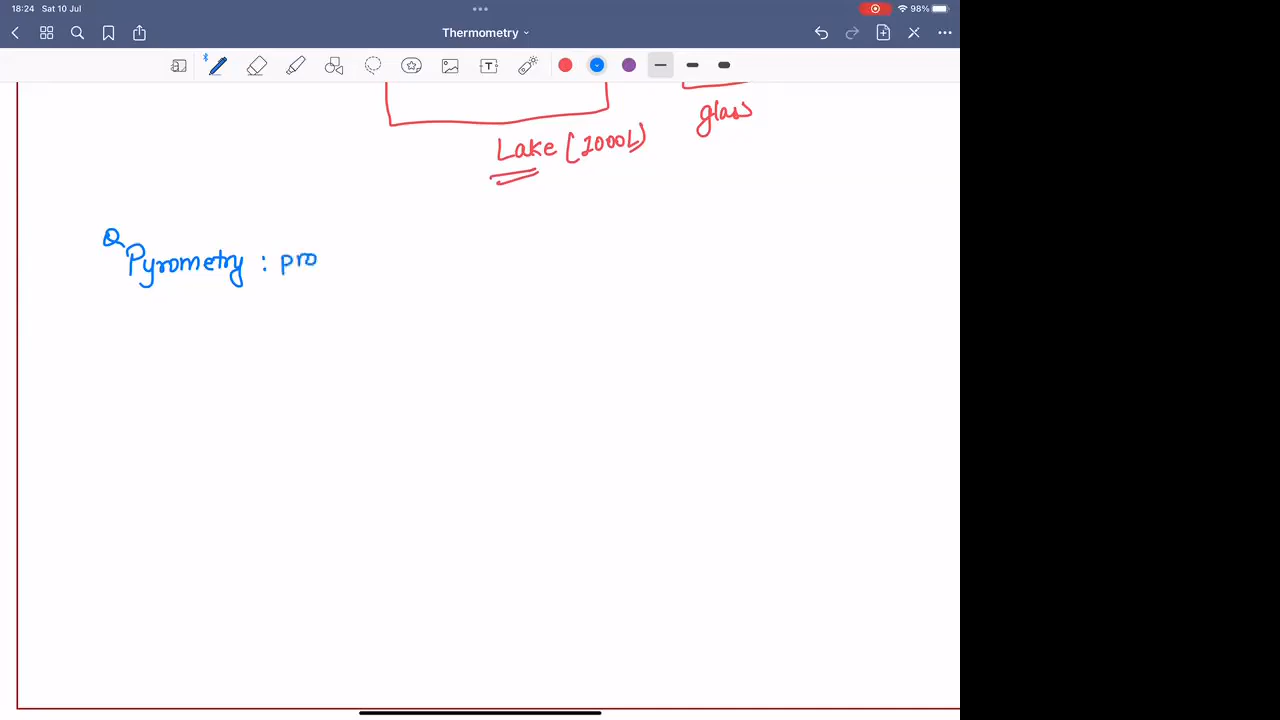 18:24 Sat 10 Jul
98%
Thermometry
T
glass
Lake (1000L)
Q
Pyrometry : pro